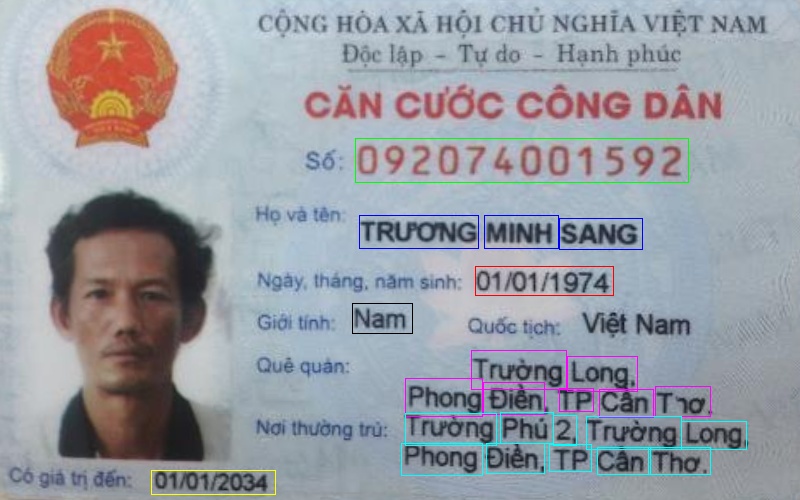 CỘNG HÒA XÃ HỘI CHỦ NGHĨA VIỆT NAM
Độc lập - Tự do - Hạnh phúc
CĂN CƯỚC CÔNG DÂN
Số: 092074001592
Họ và tên: TRƯƠNG MINH SANG
Ngày, tháng, năm sinh: 01/01/1974
Giới tính: Nam Quốc tịch: Việt Nam
Quê quán: Trường Long,
Phong Điền, TP Cần Thơ.
Nơi thường trú: Trường Phú 2, Trường Long,
Phong Điền, TP Cần Thơ.
Có giá trị đến: 01/01/2034